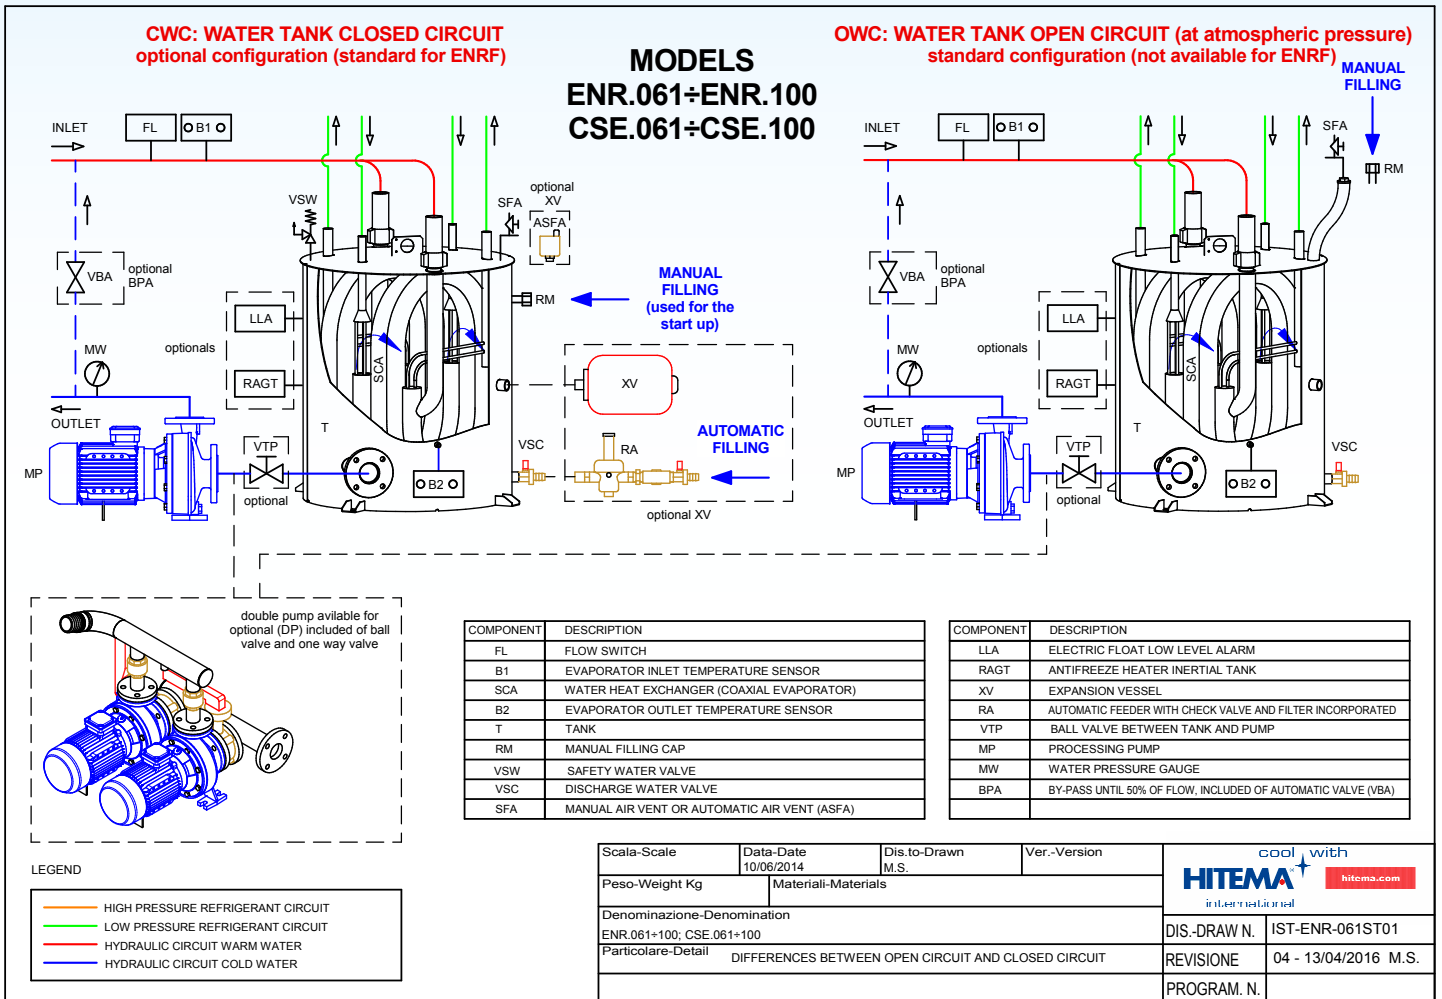 CWC: WATER TANK CLOSED CIRCUIT
optional configuration (standard for ENRF)
MODELS
ENR.061÷ENR.100
CSE.061÷CSE.100
OWC: WATER TANK OPEN CIRCUIT (at atmospheric pressure)
standard configuration (not available for ENRF)
MANUAL
FILLING
INLET
FL
B1
VSW
SFA
optional
XV
ASFA
VBA
optional
BPA
LLA
optionals
RAGT
MW
OUTLET
SCA
RM
MANUAL
FILLING
(used for the
start up)
XV
AUTOMATIC
FILLING
RA
VSC
optional XV
T
VTP
optional
MP
B2
INLET
FL
B1
SFA
RM
VBA
optional
BPA
LLA
optionals
RAGT
MW
OUTLET
SCA
T
VTP
optional
MP
B2
VSC
double pump avilable for
optional (DP) included of ball
valve and one way valve
COMPONENT DESCRIPTION
FL FLOW SWITCH
B1 EVAPORATOR INLET TEMPERATURE SENSOR
SCA WATER HEAT EXCHANGER (COAXIAL EVAPORATOR)
B2 EVAPORATOR OUTLET TEMPERATURE SENSOR
T TANK
RM MANUAL FILLING CAP
VSW SAFETY WATER VALVE
VSC DISCHARGE WATER VALVE
SFA MANUAL AIR VENT OR AUTOMATIC AIR VENT (ASFA)
COMPONENT DESCRIPTION
LLA ELECTRIC FLOAT LOW LEVEL ALARM
RAGT ANTIFREEZE HEATER INERTIAL TANK
XV EXPANSION VESSEL
RA AUTOMATIC FEEDER WITH CHECK VALVE AND FILTER INCORPORATED
VTP BALL VALVE BETWEEN TANK AND PUMP
MP PROCESSING PUMP
MW WATER PRESSURE GAUGE
BPA BY-PASS UNTIL 50% OF FLOW, INCLUDED OF AUTOMATIC VALVE (VBA)
LEGEND
HIGH PRESSURE REFRIGERANT CIRCUIT
LOW PRESSURE REFRIGERANT CIRCUIT
HYDRAULIC CIRCUIT WARM WATER
HYDRAULIC CIRCUIT COLD WATER
Scala-Scale
Data-Date
10/06/2014
Dis.to-Drawn
M.S.
Ver.-Version
Peso-Weight Kg
Materiali-Materials
Denominazione-Denomination
ENR.061÷100; CSE.061÷100
Particolare-Detail DIFFERENCES BETWEEN OPEN CIRCUIT AND CLOSED CIRCUIT
cool with
HITEMA
hitema.com
international
DIS.-DRAW N. IST-ENR-061ST01
REVISIONE 04 - 13/04/2016 M.S.
PROGRAM. N.